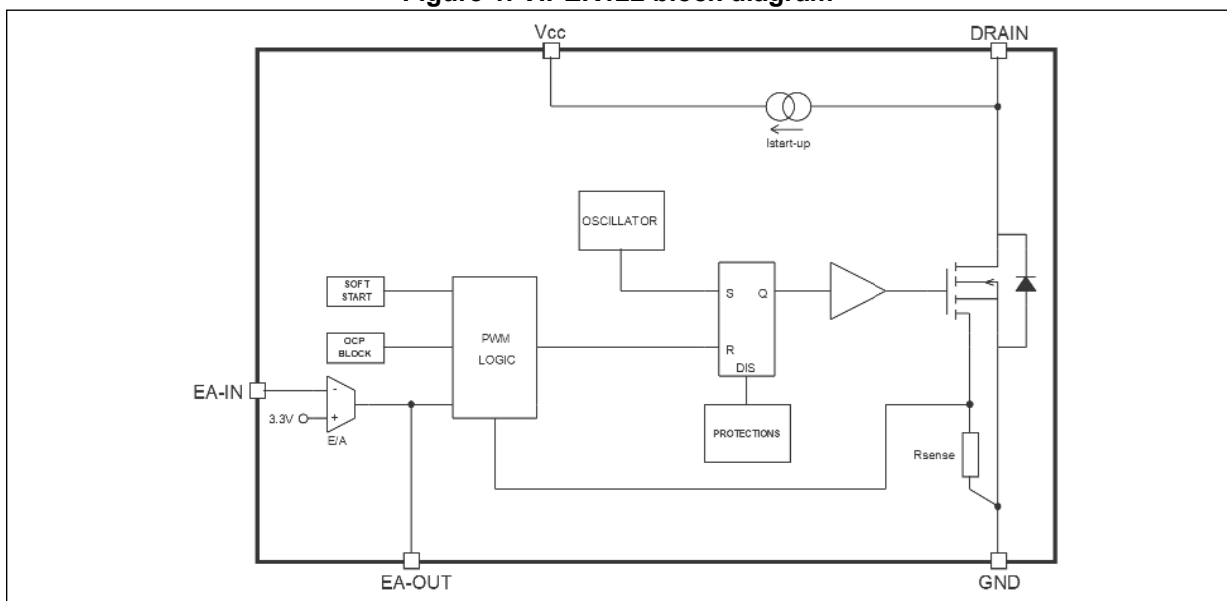 Vcc
DRAIN
Istart-up
OSCILLATOR
SOFT
START
S
Q
OCP
BLOCK
PWM
LOGIC
R
DIS
EA-IN
-
3.3V
+
E/A
PROTECTIONS
Rsense
EA-OUT
GND